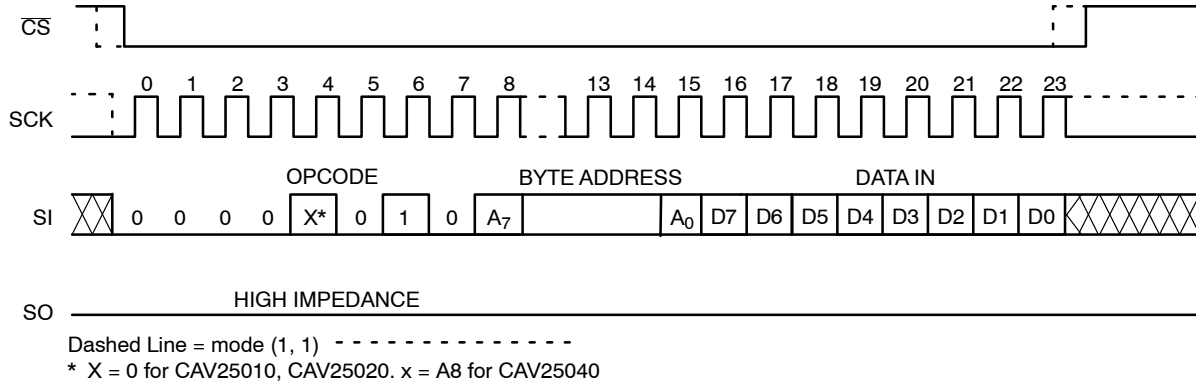 CS
0 1 2 3 4 5 6 7 8 13 14 15 16 17 18 19 20 21 22 23
SCK
OPCODE BYTE ADDRESS DATA IN
SI 0 0 0 0 X* 0 1 0 A7 A0 D7 D6 D5 D4 D3 D2 D1 D0
HIGH IMPEDANCE
SO
Dashed Line = mode (1, 1) - - - - - - - - - - - - - -
* X = 0 for CAV25010, CAV25020. x = A8 for CAV25040